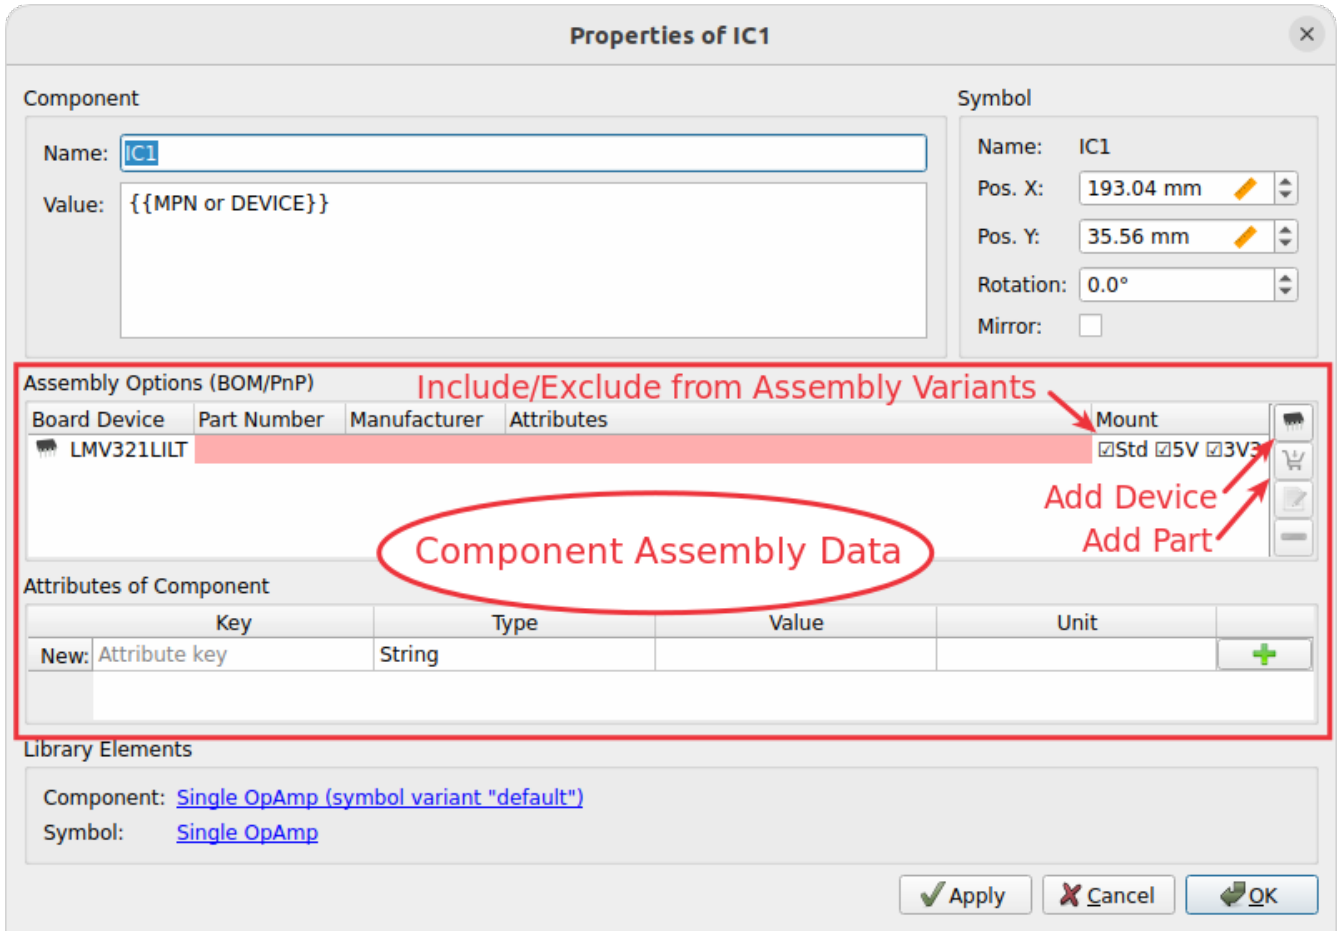 Properties of IC1
Component
Name: IC1
Value: {{MPN or DEVICE}}
Symbol
Name: IC1
Pos. X: 193.04 mm
Pos. Y: 35.56 mm
Rotation: 0.0°
Mirror:
Assembly Options (BOM/PnP)
Include/Exclude from Assembly Variants
Board Device Part Number Manufacturer Attributes Mount
LMV321LILT ☑Std ☑5V ☑3V3
Add Device
Add Part
Component Assembly Data
Attributes of Component
Key Type Value Unit
New: Attribute key String
Library Elements
Component: Single OpAmp (symbol variant "default")
Symbol: Single OpAmp
Apply Cancel OK